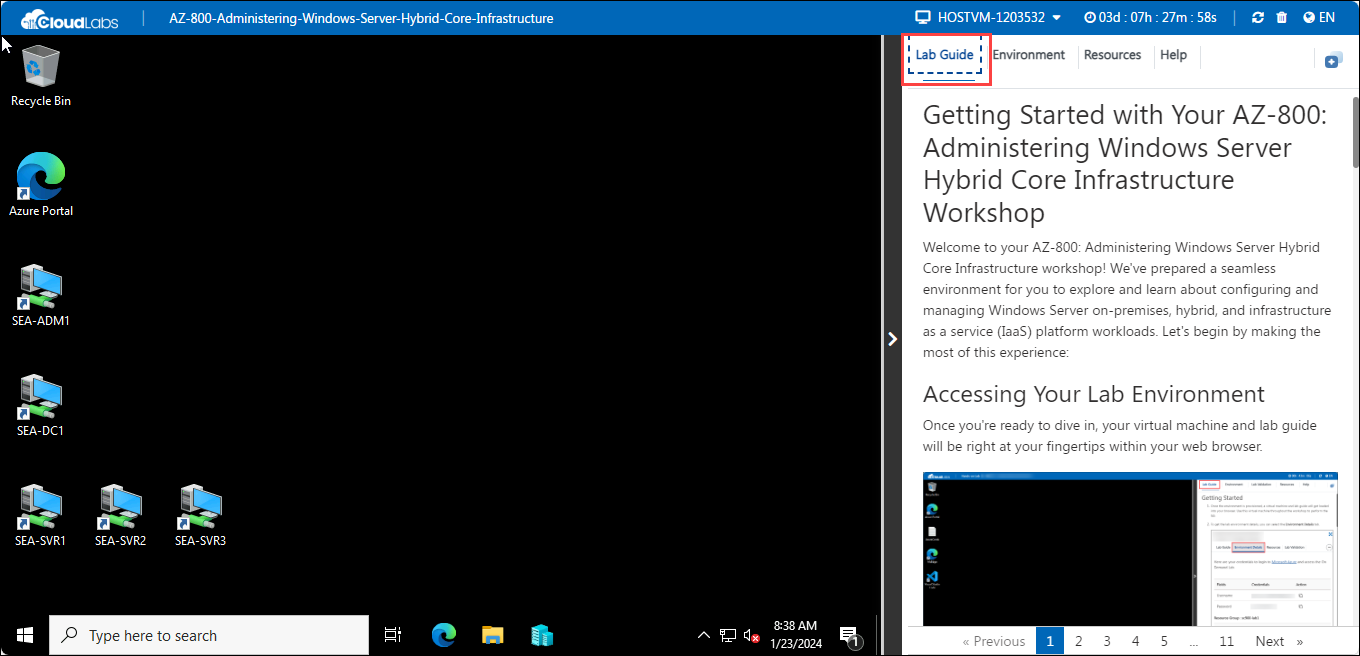 CloudLabs
AZ-800-Administering-Windows-Server-Hybrid-Core-Infrastructure
HOSTVM-1203532
03d : 07h : 27m : 58s
EN
Recycle Bin
Azure Portal
SEA-ADM1
SEA-DC1
SEA-SVR1
SEA-SVR2
SEA-SVR3
Type here to search
8:38 AM
1/23/2024
1
Lab Guide
Environment
Resources
Help
Getting Started with Your AZ-800:
Administering Windows Server
Hybrid Core Infrastructure
Workshop
Welcome to your AZ-800: Administering Windows Server Hybrid
Core Infrastructure workshop! We've prepared a seamless
environment for you to explore and learn about configuring and
managing Windows Server on-premises, hybrid, and infrastructure
as a service (IaaS) platform workloads. Let's begin by making the
most of this experience:
Accessing Your Lab Environment
Once you're ready to dive in, your virtual machine and lab guide
will be right at your fingertips within your web browser.
Getting Started
« Previous 1 2 3 4 5 ... 11 Next »